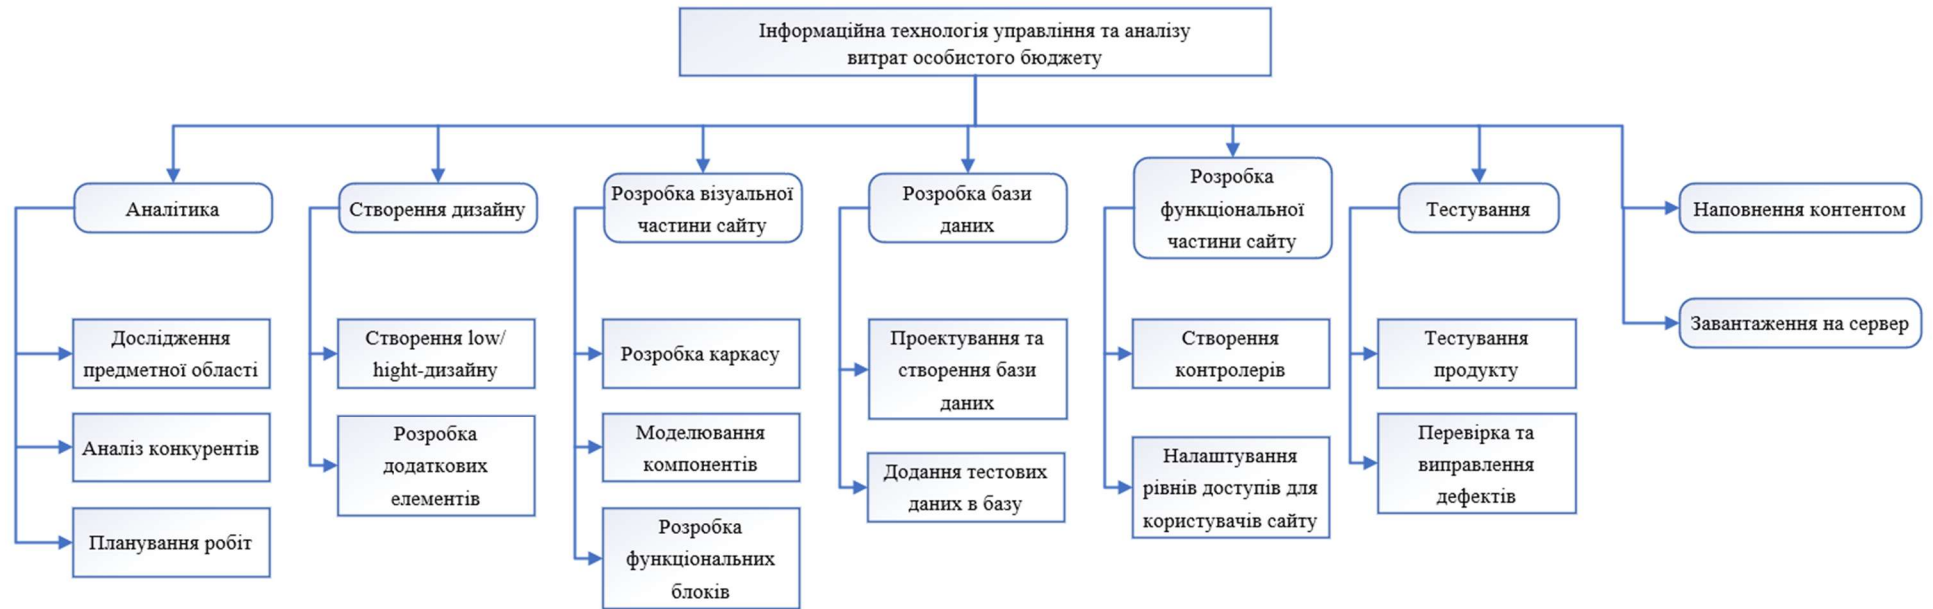 Інформаційна технологія управління та аналізу
витрат особистого бюджету
Аналітика
Створення дизайну
Розробка візуальної
частини сайту
Розробка бази
даних
Розробка
функціональної
частини сайту
Тестування
Наповнення контентом
Завантаження на сервер
Дослідження
предметної області
Аналіз конкурентів
Планування робіт
Створення low/
hight-дизайну
Розробка
додаткових
елементів
Розробка каркасу
Моделювання
компонентів
Розробка
функціональних
блоків
Проектування та
створення бази
даних
Додання тестових
даних в базу
Створення
контролерів
Налаштування
рівнів доступів для
користувачів сайту
Тестування
продукту
Перевірка та
виправлення
дефектів